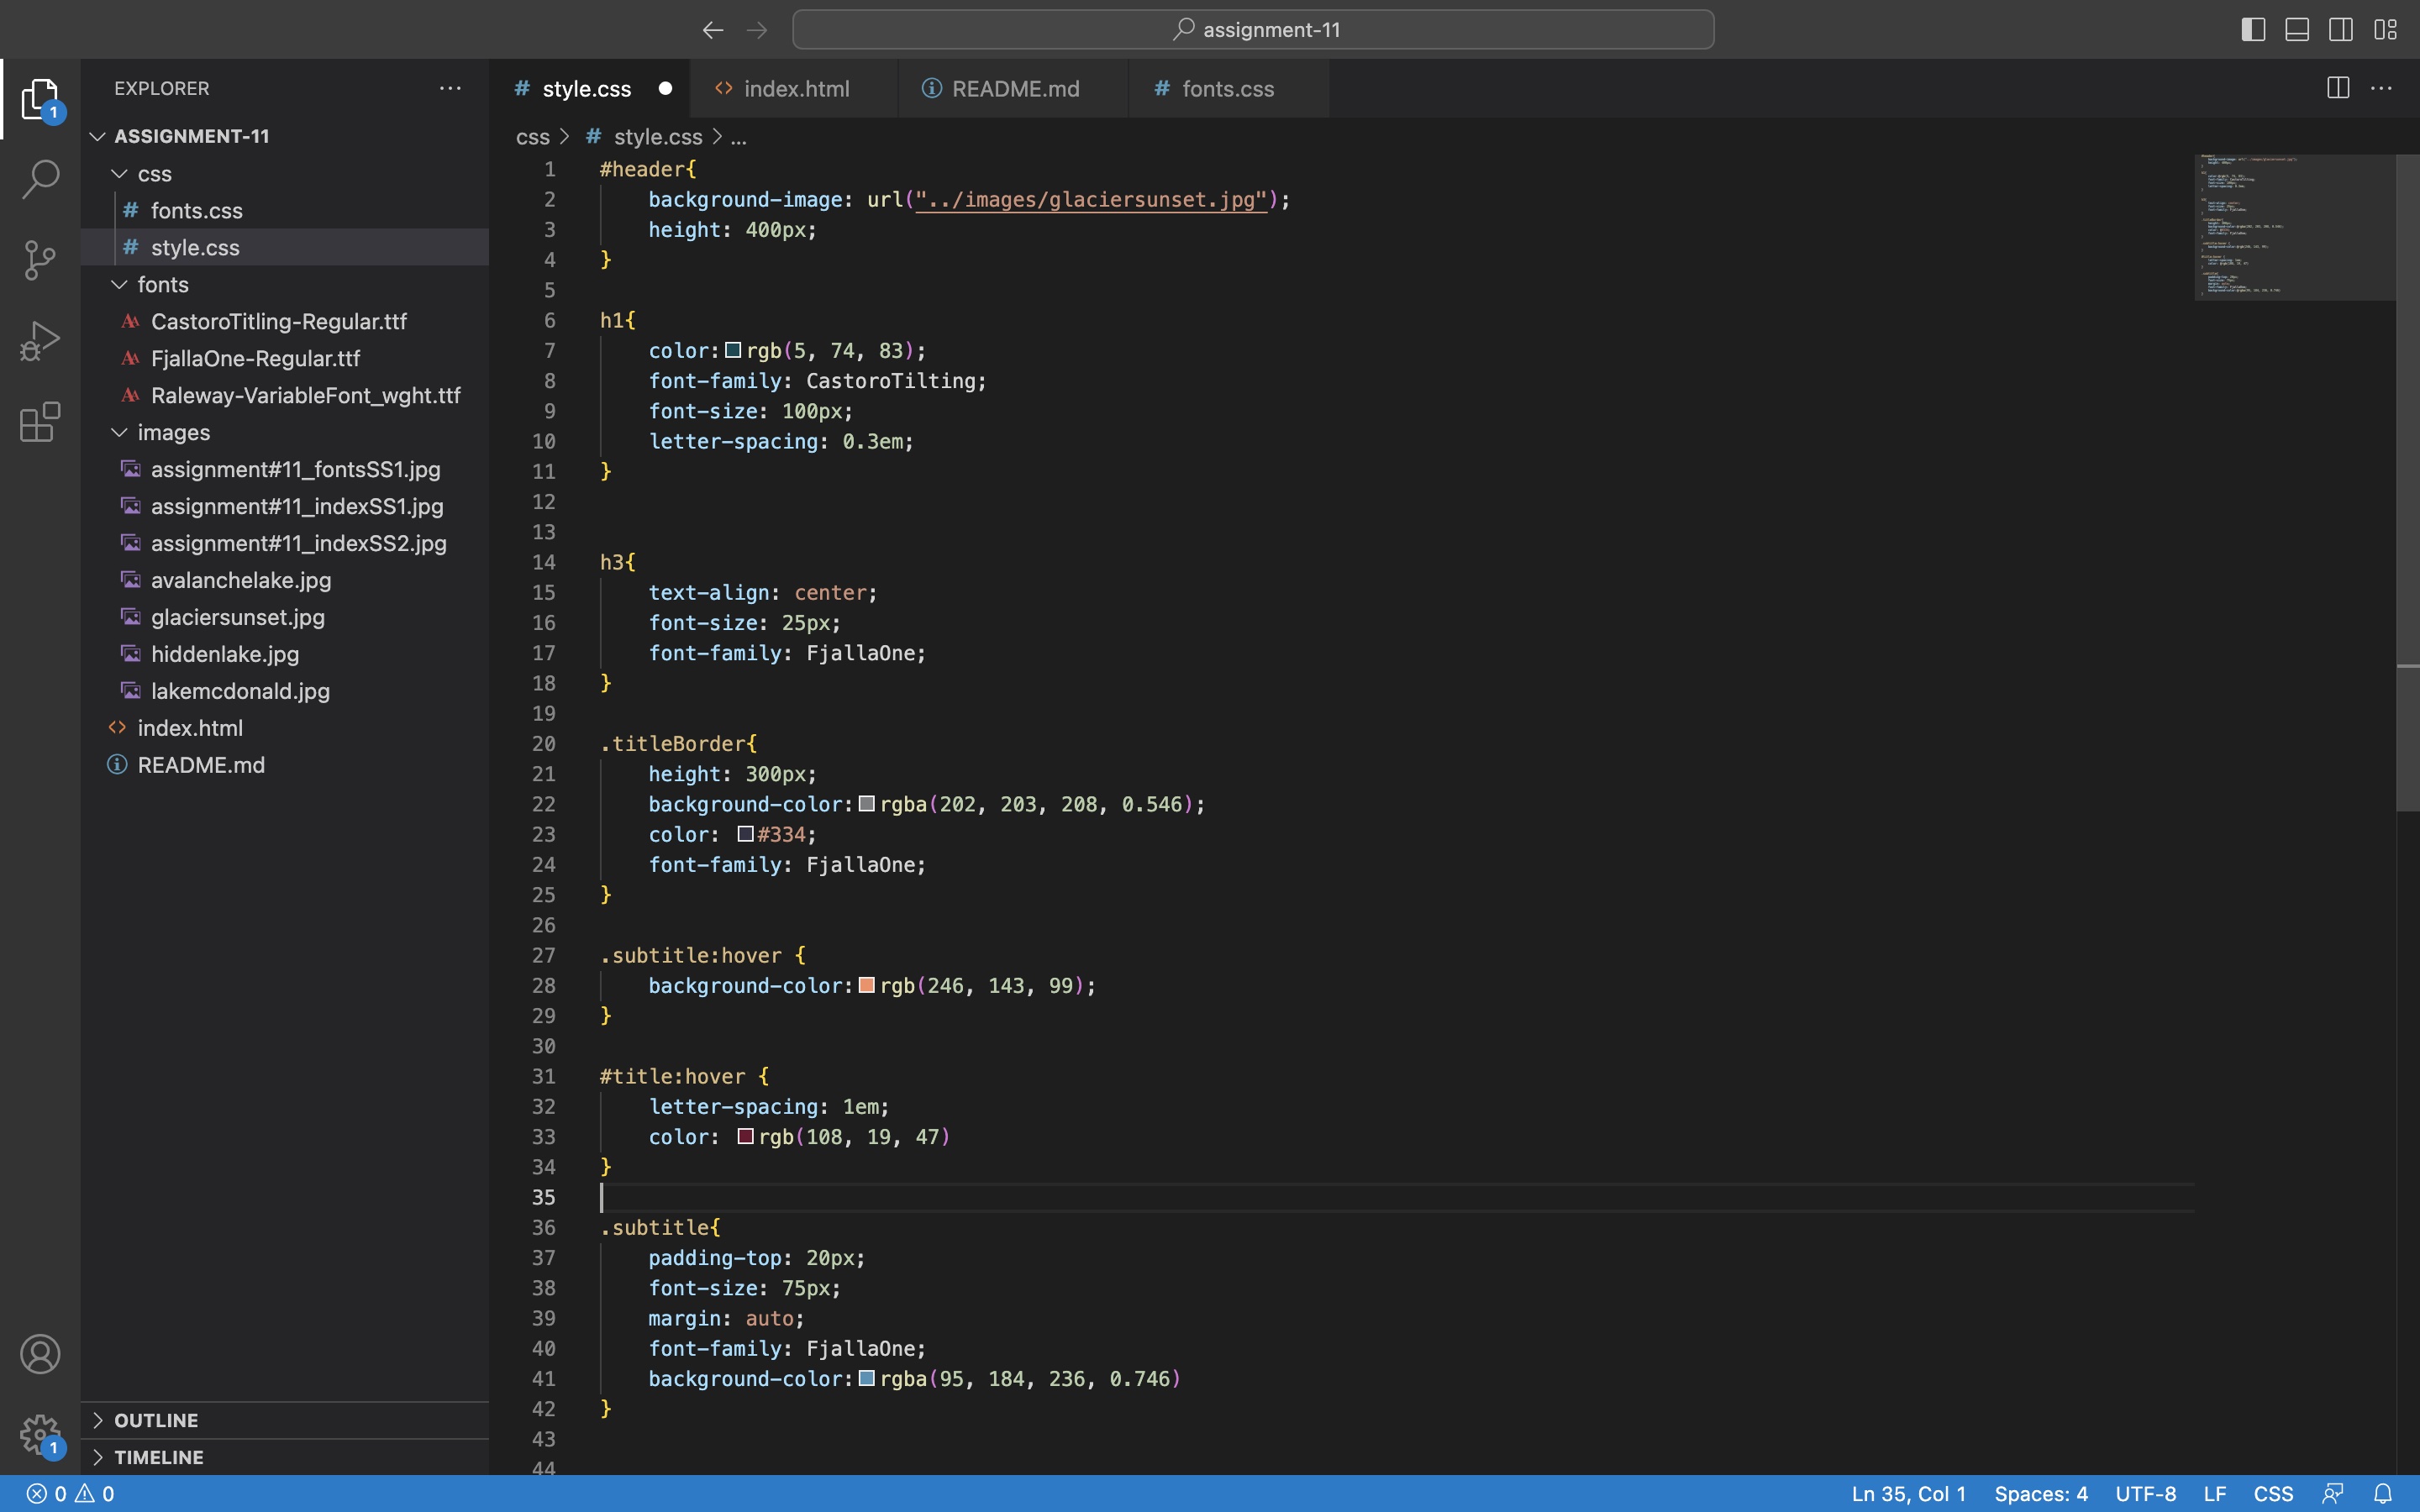 assignment-11
EXPLORER
ASSIGNMENT-11
css
fonts.css
style.css
fonts
CastoroTitling-Regular.ttf
FjallaOne-Regular.ttf
Raleway-VariableFont_wght.ttf
images
assignment#11_fontsSS1.jpg
assignment#11_indexSS1.jpg
assignment#11_indexSS2.jpg
avalanchelake.jpg
glaciersunset.jpg
hiddenlake.jpg
lakemcdonald.jpg
index.html
README.md
OUTLINE
TIMELINE
1
1
# style.css ● <> index.html README.md # fonts.css
css > # style.css > ...
1 #header{
2 background-image: url("../images/glaciersunset.jpg");
3 height: 400px;
4 }
5
6 h1{
7 color: rgb(5, 74, 83);
8 font-family: CastoroTilting;
9 font-size: 100px;
10 letter-spacing: 0.3em;
11 }
12
13
14 h3{
15 text-align: center;
16 font-size: 25px;
17 font-family: FjallaOne;
18 }
19
20 .titleBorder{
21 height: 300px;
22 background-color: rgba(202, 203, 208, 0.546);
23 color: #334;
24 font-family: FjallaOne;
25 }
26
27 .subtitle:hover {
28 background-color: rgb(246, 143, 99);
29 }
30
31 #title:hover {
32 letter-spacing: 1em;
33 color: rgb(108, 19, 47)
34 }
35
36 .subtitle{
37 padding-top: 20px;
38 font-size: 75px;
39 margin: auto;
40 font-family: FjallaOne;
41 background-color: rgba(95, 184, 236, 0.746)
42 }
43
44
0 0 Ln 35, Col 1 Spaces: 4 UTF-8 LF CSS